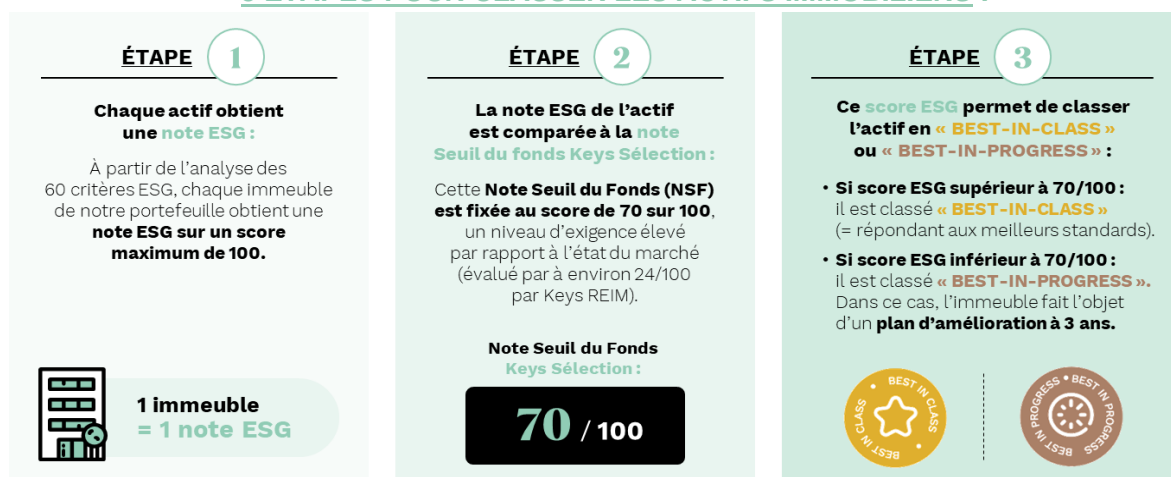 3 ÉTAPES POUR CLASSER LES ACTIFS IMMOBILIERS :
ÉTAPE 1
Chaque actif obtient
une note ESG :
À partir de l’analyse des
60 critères ESG, chaque immeuble
de notre portefeuille obtient une
note ESG sur un score
maximum de 100.
1 immeuble
= 1 note ESG
ÉTAPE 2
La note ESG de l’actif
est comparée à la note
Seuil du fonds Keys Sélection :
Cette Note Seuil du Fonds (NSF)
est fixée au score de 70 sur 100,
un niveau d’exigence élevé
par rapport à l’état du marché
(évalué par à environ 24/100
par Keys REIM).
Note Seuil du Fonds
Keys Sélection :
70 / 100
ÉTAPE 3
Ce score ESG permet de classer
l’actif en « BEST-IN-CLASS »
ou « BEST-IN-PROGRESS » :
• Si score ESG supérieur à 70/100 :
il est classé « BEST-IN-CLASS »
(= répondant aux meilleurs standards).
• Si score ESG inférieur à 70/100 :
il est classé « BEST-IN-PROGRESS ».
Dans ce cas, l’immeuble fait l’objet
d’un plan d’amélioration à 3 ans.
BEST IN CLASS • BEST IN CLASS •
BEST IN PROGRESS • BEST IN PROGRESS •